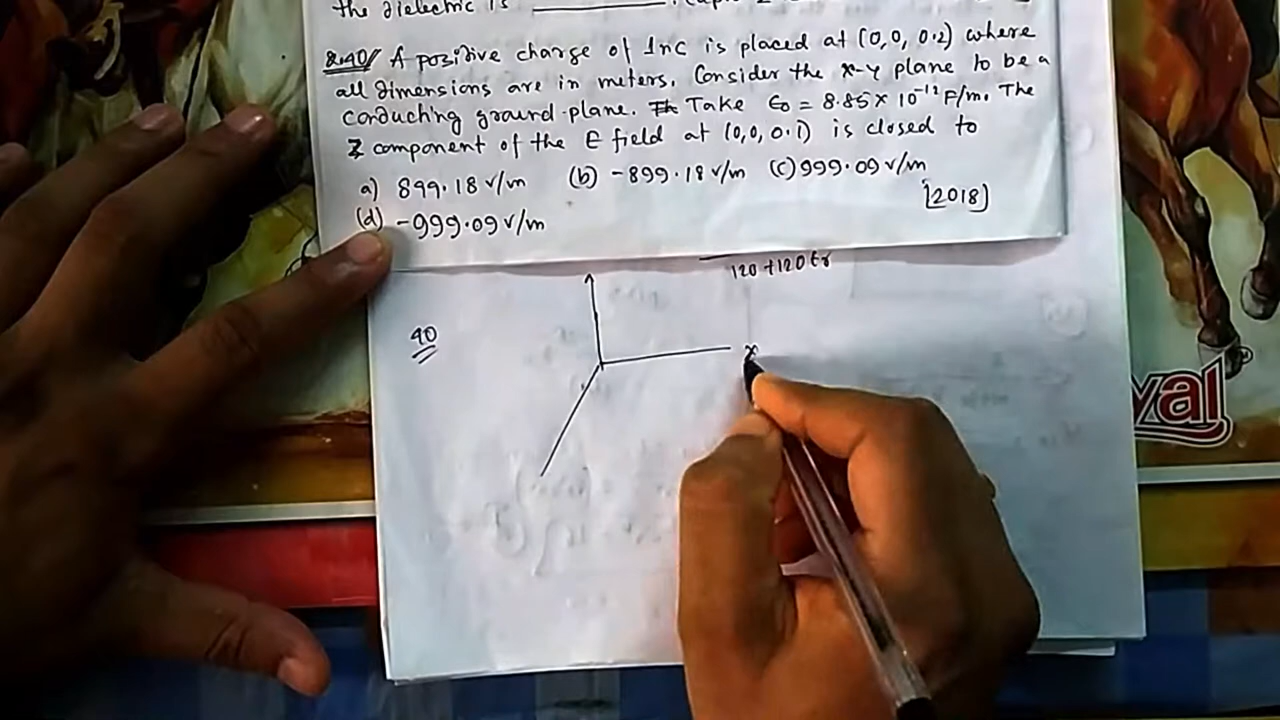 the dielectric is
Q.40/ A positive charge of 1nC is placed at (0,0, 0.2) where
all dimensions are in meters. Consider the x-y plane to be a
conducting ground-plane. Take ϵ0 = 8.85 × 10^-12 F/m. The
Z component of the E field at (0,0, 0.1) is closed to
a) 899.18 v/m (b) -899.18 v/m (c) 999.09 v/m
[2018]
(d) -999.09 v/m
120 +120 ϵr
40
x
yal